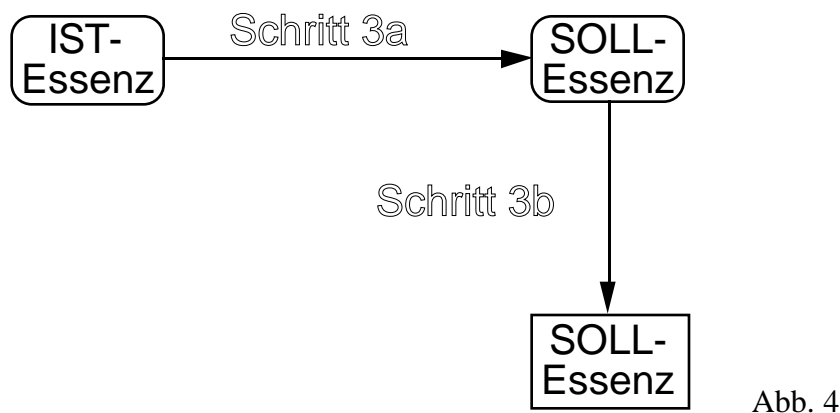 IST-
Essenz
Schritt 3a
SOLL-
Essenz
Schritt 3b
SOLL-
Essenz
Abb. 4